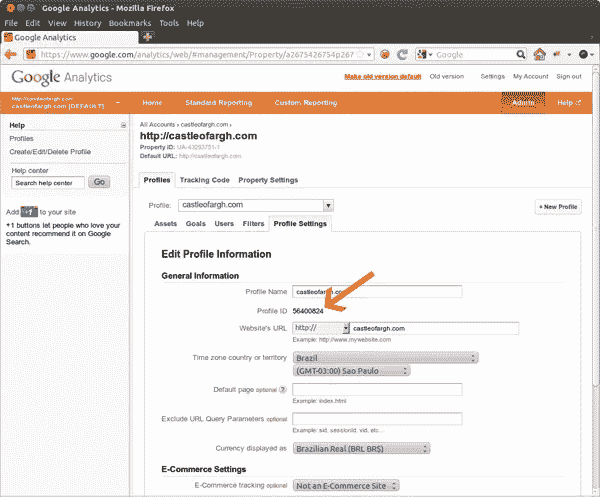 Google Analytics - Mozilla Firefox
File Edit View History Bookmarks Tools Help
Google Analytics
https://www.google.com/analytics/web/#management/Property/a2675426754p267
Google
Google Analytics
Make old version default Old version Settings My Account Sign out
http://castleofargh.com
castleofargh.com [DEFAULT]
Home Standard Reporting Custom Reporting Admin Help
Help
Profiles
Create/Edit/Delete Profile
Help center
Search help center Go
Add +1 to your site
+1 buttons let people who love your
content recommend it on Google
Search.
All Accounts › castleofargh.com ›
http://castleofargh.com
Property ID: UA-43293751-1
Default URL: http://castleofargh.com
Profiles Tracking Code Property Settings
Profile: castleofargh.com + New Profile
Assets Goals Users Filters Profile Settings
Edit Profile Information
General Information
Profile Name castleofargh.com
Profile ID 56400824
Website's URL http:// castleofargh.com
Example: http://www.mywebsite.com
Time zone country or territory Brazil
(GMT-03:00) Sao Paulo
Default page optional ?
Example: index.html
Exclude URL Query Parameters optional
Example: sid, sessionid, vid, etc...
Currency displayed as Brazilian Real (BRL BR$)
E-Commerce Settings
E-Commerce tracking optional Not an E-Commerce Site